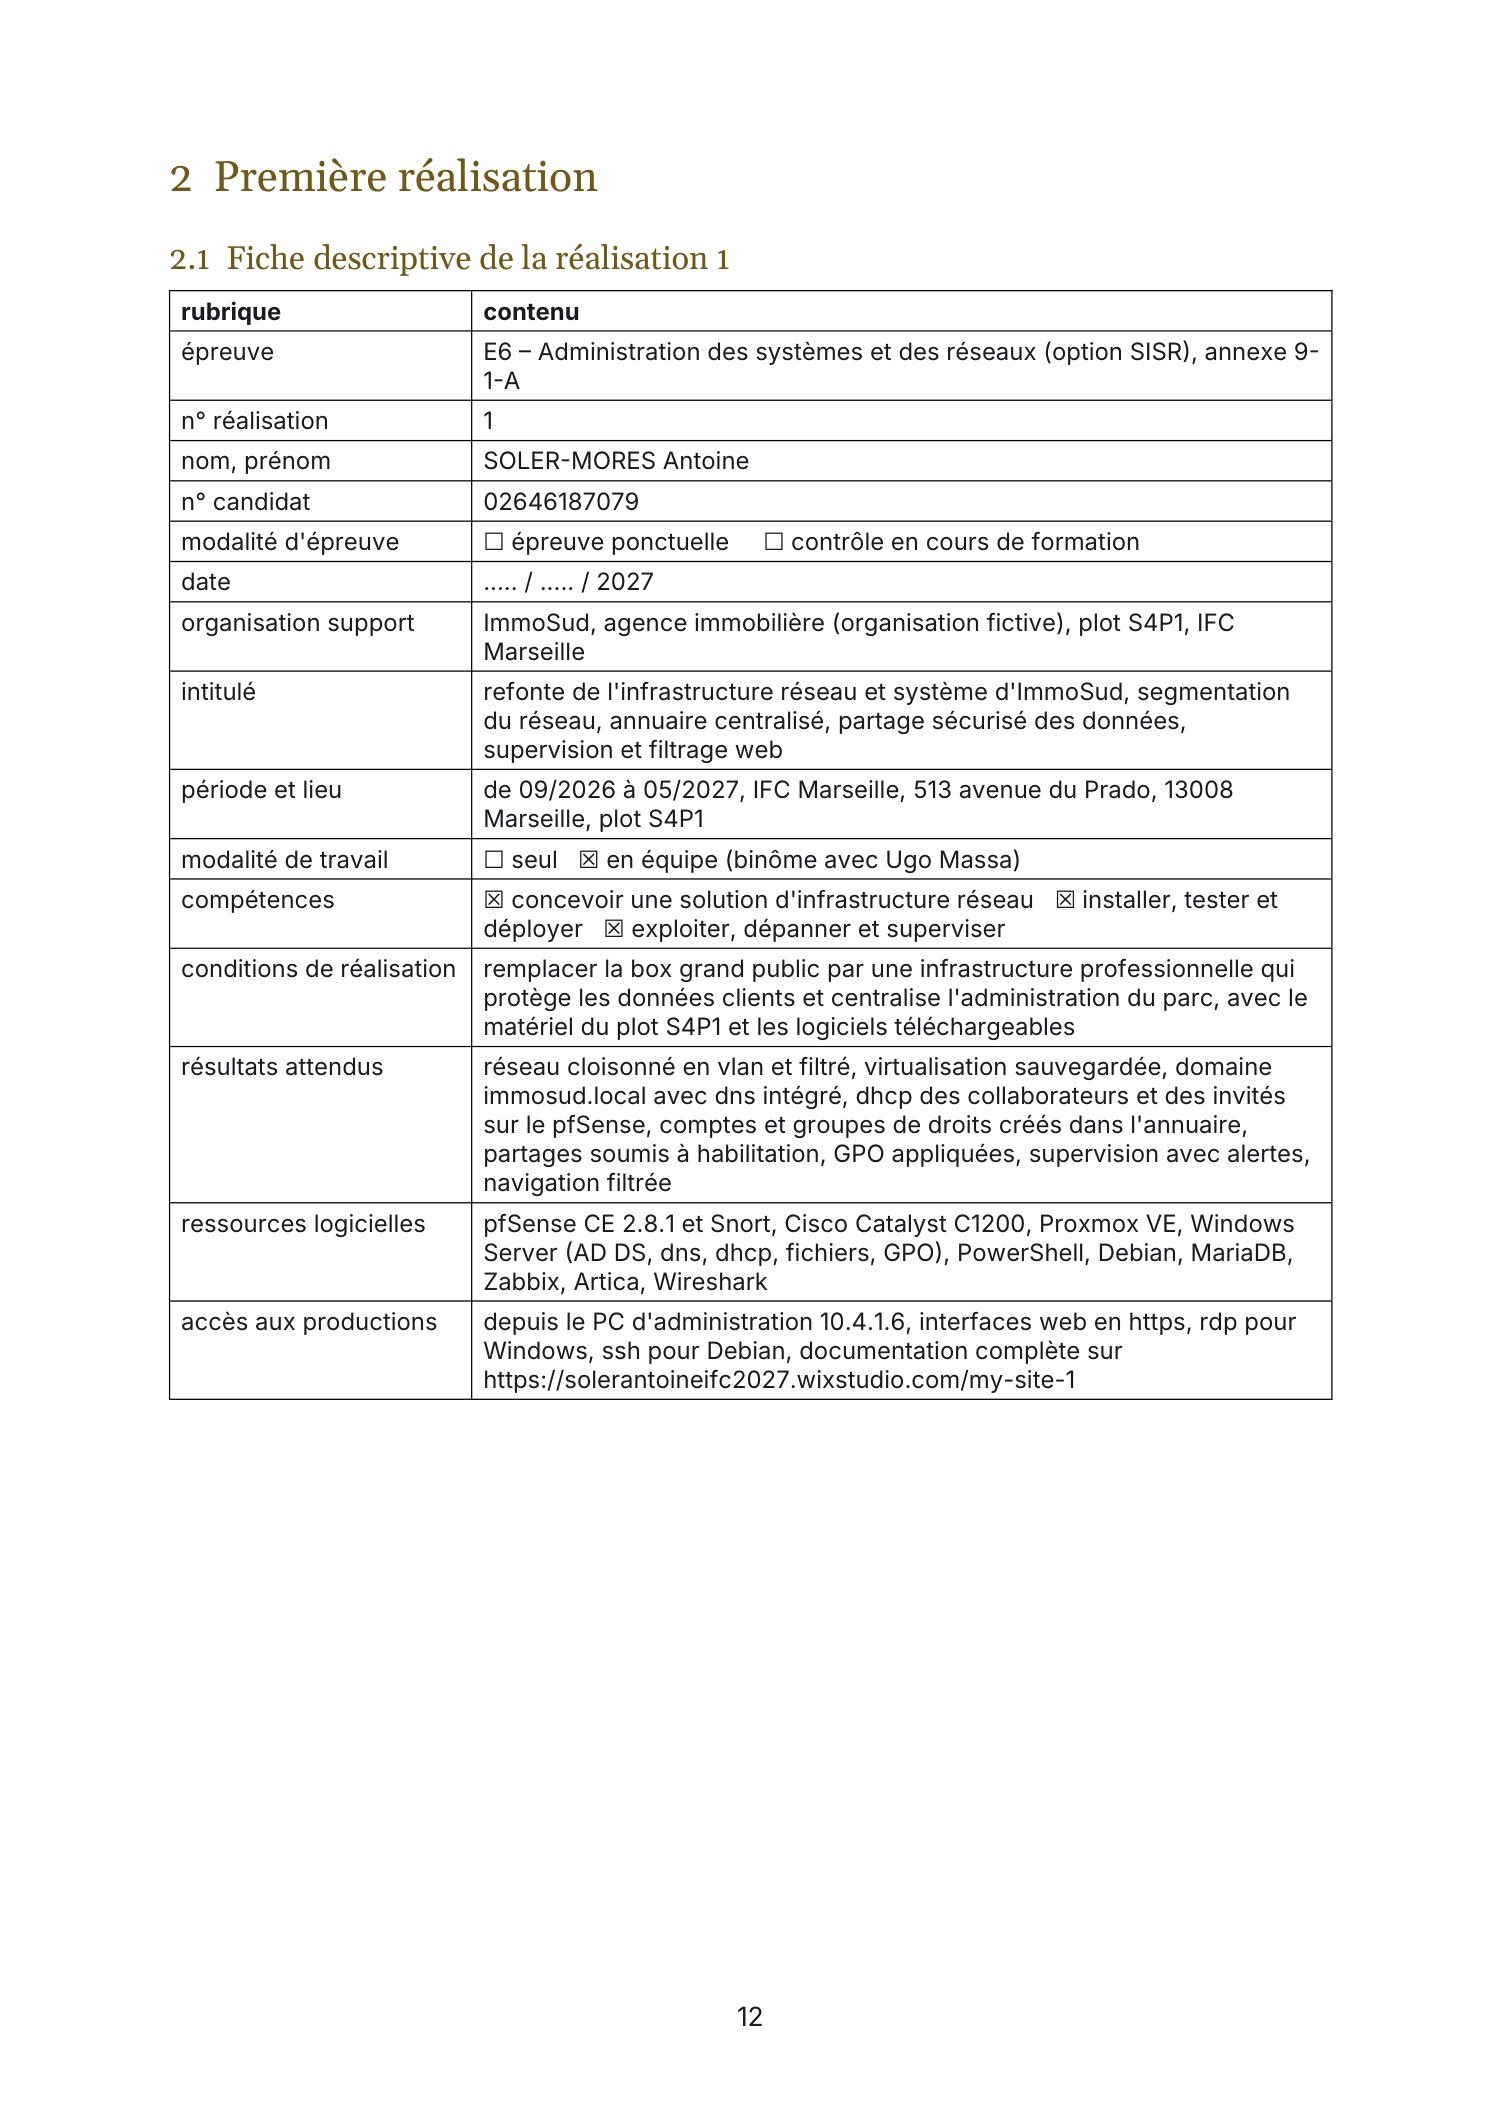 2 Première réalisation
2.1 Fiche descriptive de la réalisation 1
rubrique contenu
épreuve E6 – Administration des systèmes et des réseaux (option SISR), annexe 9-
1-A
n° réalisation 1
nom, prénom SOLER-MORES Antoine
n° candidat 02646187079
modalité d'épreuve ☐ épreuve ponctuelle ☐ contrôle en cours de formation
date ..... / ..... / 2027
organisation support ImmoSud, agence immobilière (organisation fictive), plot S4P1, IFC
Marseille
intitulé refonte de l'infrastructure réseau et système d'ImmoSud, segmentation
du réseau, annuaire centralisé, partage sécurisé des données,
supervision et filtrage web
période et lieu de 09/2026 à 05/2027, IFC Marseille, 513 avenue du Prado, 13008
Marseille, plot S4P1
modalité de travail ☐ seul ☒ en équipe (binôme avec Ugo Massa)
compétences ☒ concevoir une solution d'infrastructure réseau ☒ installer, tester et
déployer ☒ exploiter, dépanner et superviser
conditions de réalisation remplacer la box grand public par une infrastructure professionnelle qui
protège les données clients et centralise l'administration du parc, avec le
matériel du plot S4P1 et les logiciels téléchargeables
résultats attendus réseau cloisonné en vlan et filtré, virtualisation sauvegardée, domaine
immosud.local avec dns intégré, dhcp des collaborateurs et des invités
sur le pfSense, comptes et groupes de droits créés dans l'annuaire,
partages soumis à habilitation, GPO appliquées, supervision avec alertes,
navigation filtrée
ressources logicielles pfSense CE 2.8.1 et Snort, Cisco Catalyst C1200, Proxmox VE, Windows
Server (AD DS, dns, dhcp, fichiers, GPO), PowerShell, Debian, MariaDB,
Zabbix, Artica, Wireshark
accès aux productions depuis le PC d'administration 10.4.1.6, interfaces web en https, rdp pour
Windows, ssh pour Debian, documentation complète sur
https://solerantoineifc2027.wixstudio.com/my-site-1
12